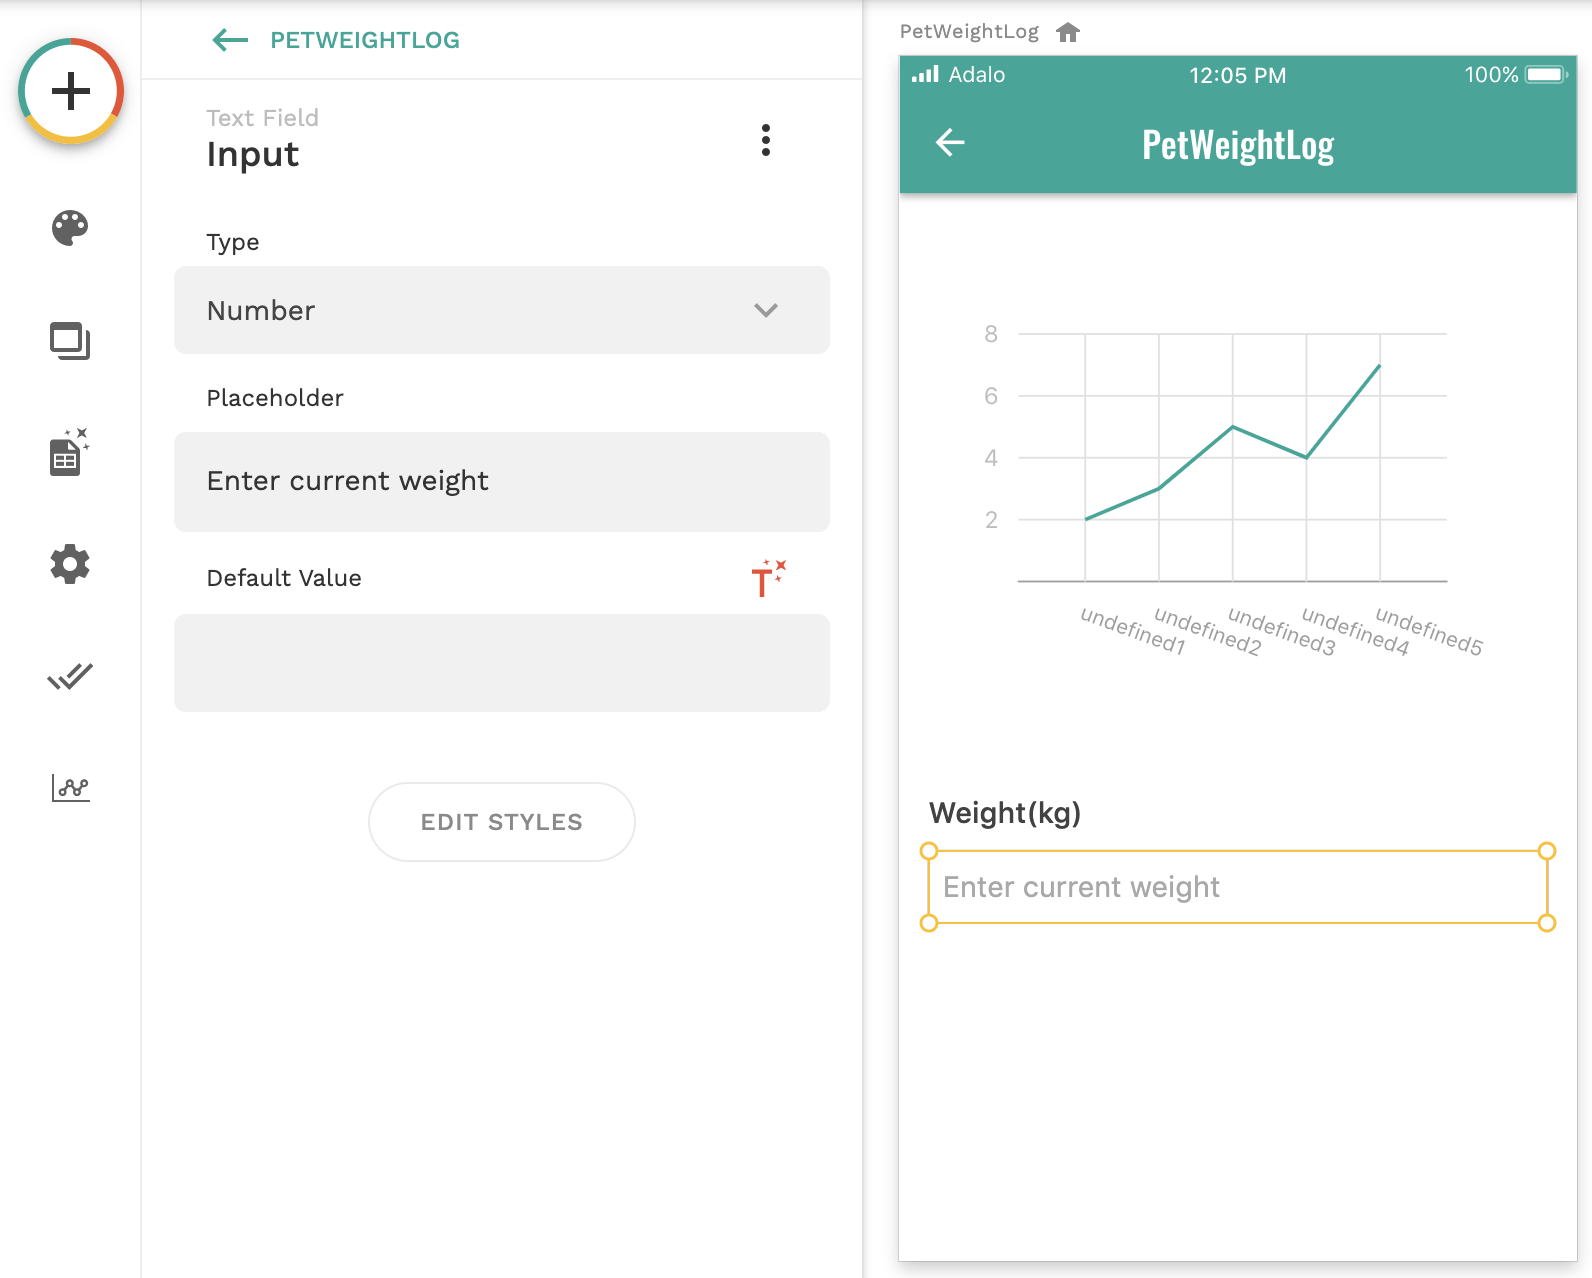 PETWEIGHTLOG
Text Field
Input
Type
Number
Placeholder
Enter current weight
Default Value
T
EDIT STYLES
PetWeightLog
Adalo 12:05 PM 100%
PetWeightLog
8
6
4
2
undefined1 undefined2 undefined3 undefined4 undefined5
Weight(kg)
Enter current weight